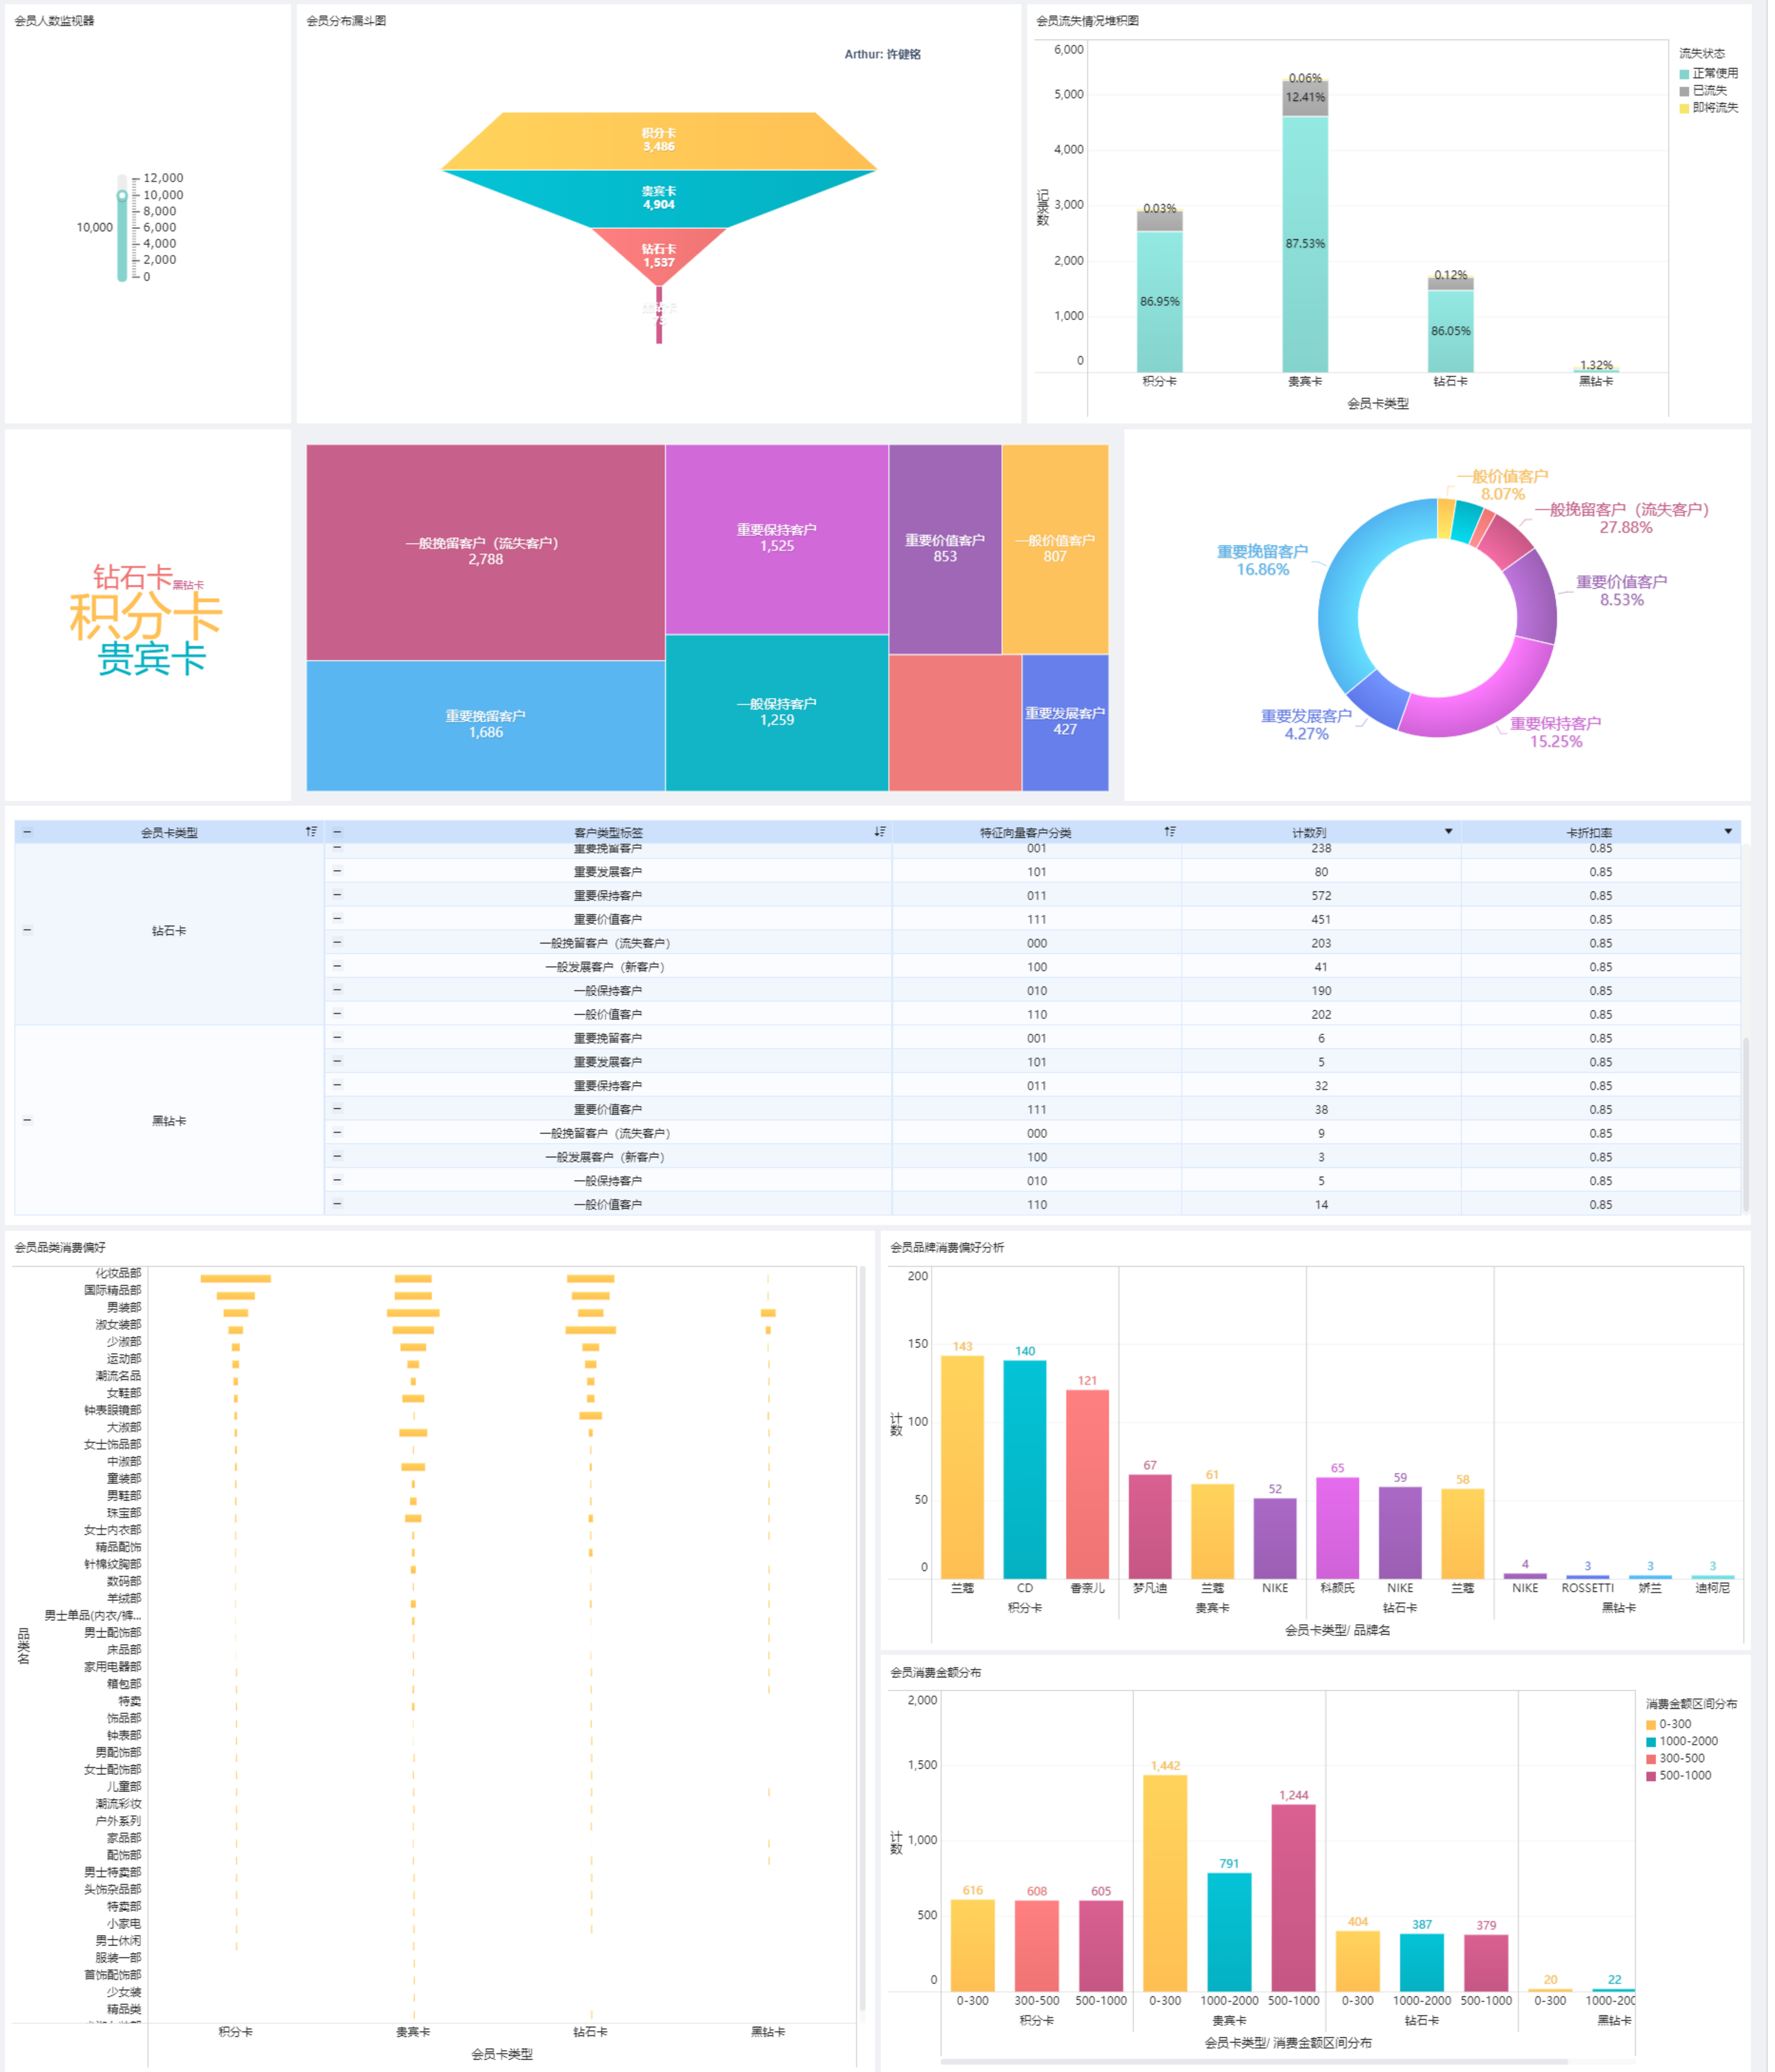 会员人数监视器
12,000
10,000
8,000
10,000
6,000
4,000
2,000
0
会员分布漏斗图
Arthur: 许健铭
积分卡
3,486
贵宾卡
4,904
钻石卡
1,537
会员流失情况堆积图
流失状态
正常使用
已流失
即将流失
记录数
6,000
5,000
4,000
3,000
2,000
1,000
0
0.03%
86.95%
0.06%
12.41%
87.53%
0.12%
86.05%
1.32%
积分卡 贵宾卡 钻石卡 黑钻卡
会员卡类型
钻石卡 黑钻卡
积分卡
贵宾卡
一般挽留客户（流失客户）
2,788
重要挽留客户
1,686
重要保持客户
1,525
一般保持客户
1,259
重要价值客户
853
一般价值客户
807
重要发展客户
427
一般价值客户
8.07%
一般挽留客户（流失客户）
27.88%
重要价值客户
8.53%
重要保持客户
15.25%
重要发展客户
4.27%
重要挽留客户
16.86%
会员卡类型 客户类型标签 特征向量客户分类 计数列 卡折扣率
钻石卡
重要挽留客户 001 238 0.85
重要发展客户 101 80 0.85
重要保持客户 011 572 0.85
重要价值客户 111 451 0.85
一般挽留客户（流失客户） 000 203 0.85
一般发展客户（新客户） 100 41 0.85
一般保持客户 010 190 0.85
一般价值客户 110 202 0.85
黑钻卡
重要挽留客户 001 6 0.85
重要发展客户 101 5 0.85
重要保持客户 011 32 0.85
重要价值客户 111 38 0.85
一般挽留客户（流失客户） 000 9 0.85
一般发展客户（新客户） 100 3 0.85
一般保持客户 010 5 0.85
一般价值客户 110 14 0.85
会员品类消费偏好
品类名
化妆品部
国际精品部
男装部
淑女装部
少淑部
运动部
潮流名品
女鞋部
钟表眼镜部
大淑部
女士饰品部
中淑部
童装部
男鞋部
珠宝部
女士内衣部
精品配饰
针棉纹胸部
数码部
羊绒部
男士单品(内衣/裤...
男士配饰部
床品部
家用电器部
箱包部
特卖
饰品部
钟表部
男配饰部
女士配饰部
儿童部
潮流彩妆
户外系列
家品部
配饰部
男士特卖部
头饰杂品部
特卖部
小家电
男士休闲
服装一部
首饰配饰部
少女装
精品类
积分卡 贵宾卡 钻石卡 黑钻卡
会员卡类型
会员品牌消费偏好分析
计数
200
150
100
50
0
143 140 121 67 61 52 65 59 58 4 3 3 3
兰蔻 CD 香奈儿 梦凡迪 兰蔻 NIKE 科颜氏 NIKE 兰蔻 NIKE ROSSETTI 娇兰 迪柯尼
积分卡 贵宾卡 钻石卡 黑钻卡
会员卡类型/ 品牌名
会员消费金额分布
消费金额区间分布
0-300
1000-2000
300-500
500-1000
计数
2,000
1,500
1,000
500
0
616 608 605 1,442 791 1,244 404 387 379 20 22
0-300 300-500 500-1000 0-300 1000-2000 500-1000 0-300 1000-2000 500-1000 0-300 1000-200
积分卡 贵宾卡 钻石卡 黑钻卡
会员卡类型/ 消费金额区间分布